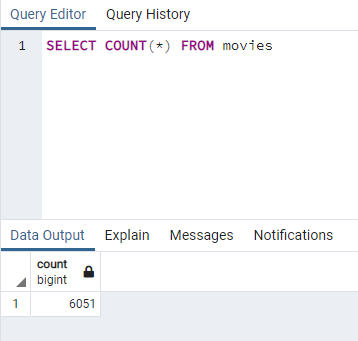 Query Editor Query History
1 SELECT COUNT(*) FROM movies
Data Output Explain Messages Notifications
count
bigint
1 6051